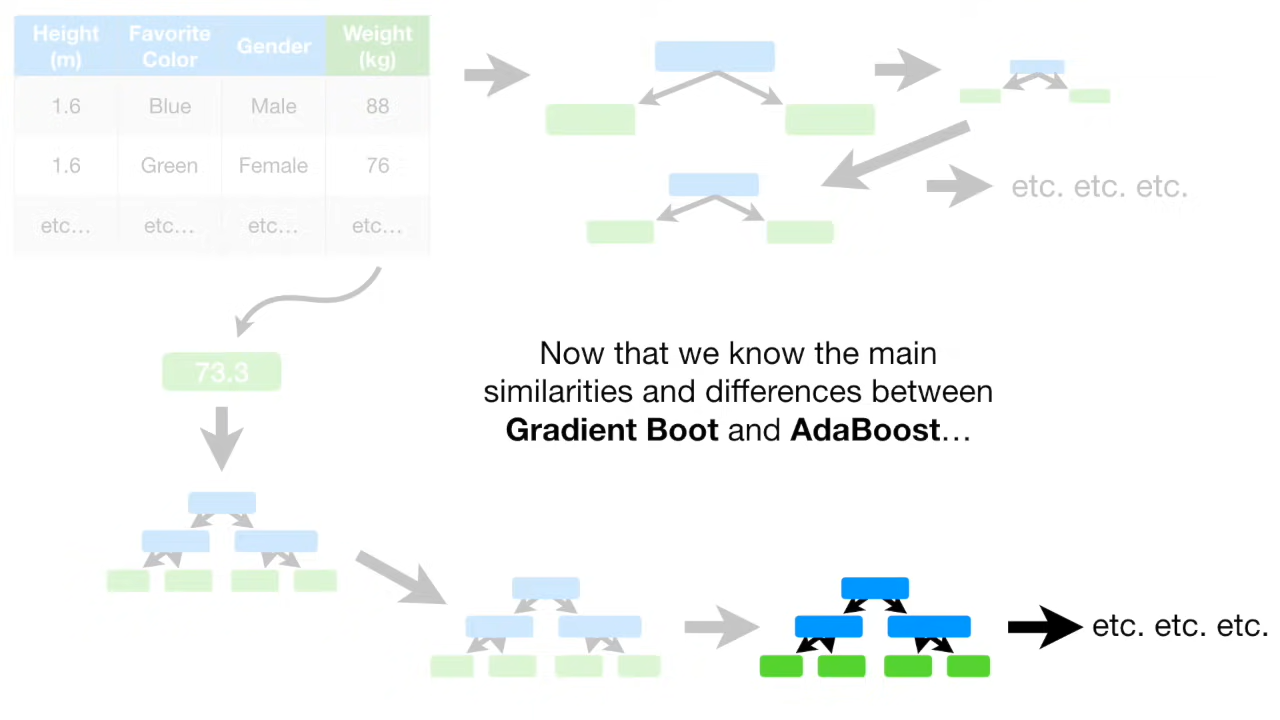 Height (m) Favorite Color Gender Weight (kg)
1.6 Blue Male 88
1.6 Green Female 76
etc… etc… etc… etc…
etc. etc. etc.
73.3
Now that we know the main
similarities and differences between
Gradient Boot and AdaBoost…
etc. etc. etc.